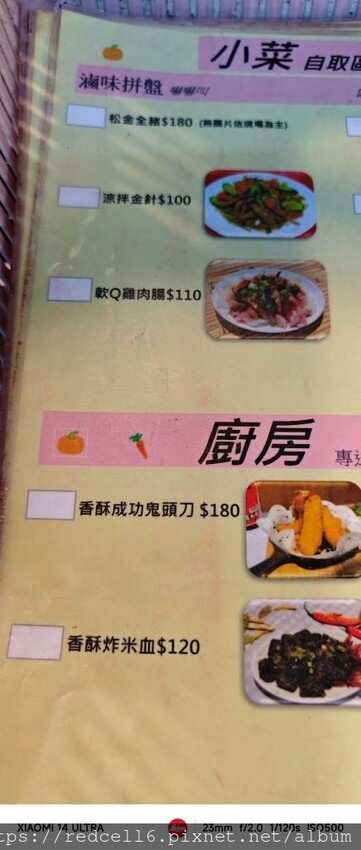 小菜 自取區
滷味拼盤
松金全豬$180 (無圖片依現場為主)
涼拌金針$100
軟Q雞肉腸$110
廚房 專
香酥成功鬼頭刀 $180
香酥炸米血$120
XIAOMI 14 ULTRA 23mm f/2.0 1/120s ISO500
ttps://redcell6.pixnet.net/album